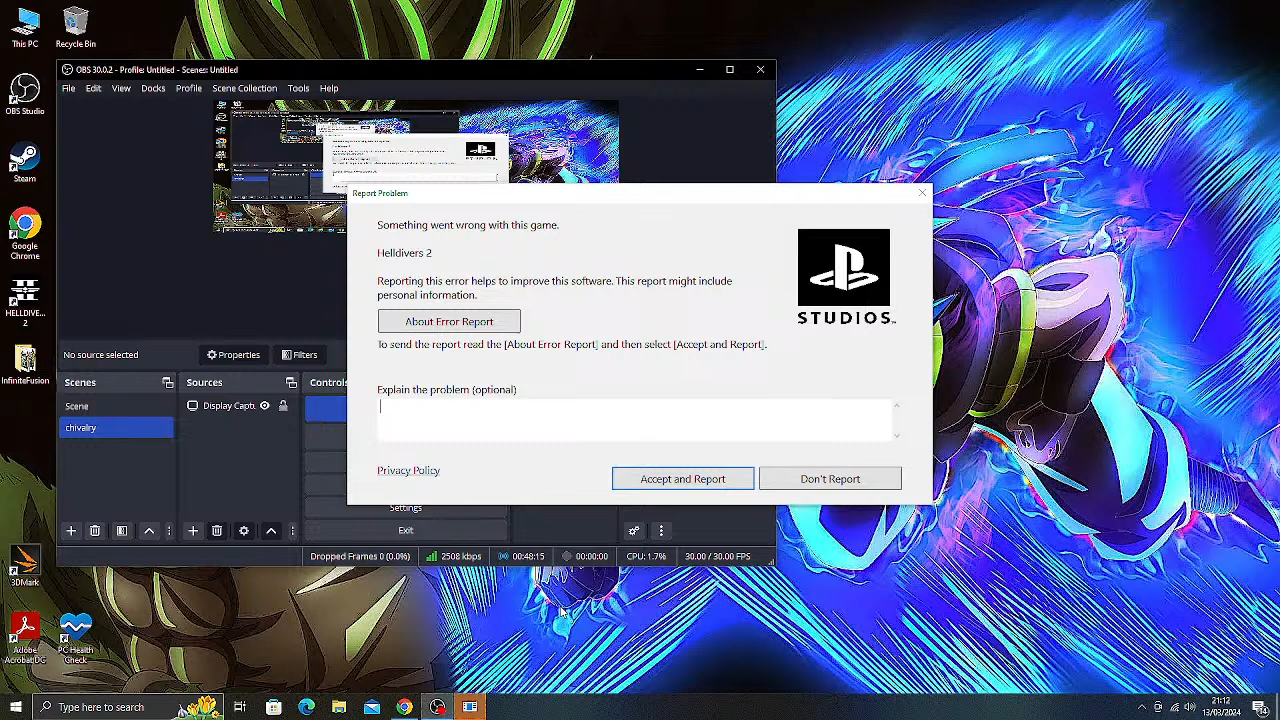 This PC
Recycle Bin
OBS Studio
Steam
Google
Chrome
HELLDIVE...
2
InfiniteFusion
3DMark
Adobe
Acrobat DC
PC Health
Check
OBS 30.0.2 - Profile: Untitled - Scenes: Untitled
File Edit View Docks Profile Scene Collection Tools Help
No source selected Properties Filters
Scenes
Scene
chivalry
Sources
Display Capt.
Controls
Settings
Exit
Dropped Frames 0 (0.0%) 2508 kbps 00:48:15 00:00:00 CPU: 1.7% 30.00 / 30.00 FPS
Report Problem
Something went wrong with this game.
Helldivers 2
Reporting this error helps to improve this software. This report might include
personal information.
About Error Report
To send the report read the [About Error Report] and then select [Accept and Report].
Explain the problem (optional)
Privacy Policy
Accept and Report Don't Report
STUDIOS™
Type here to search
21:12
13/03/2024